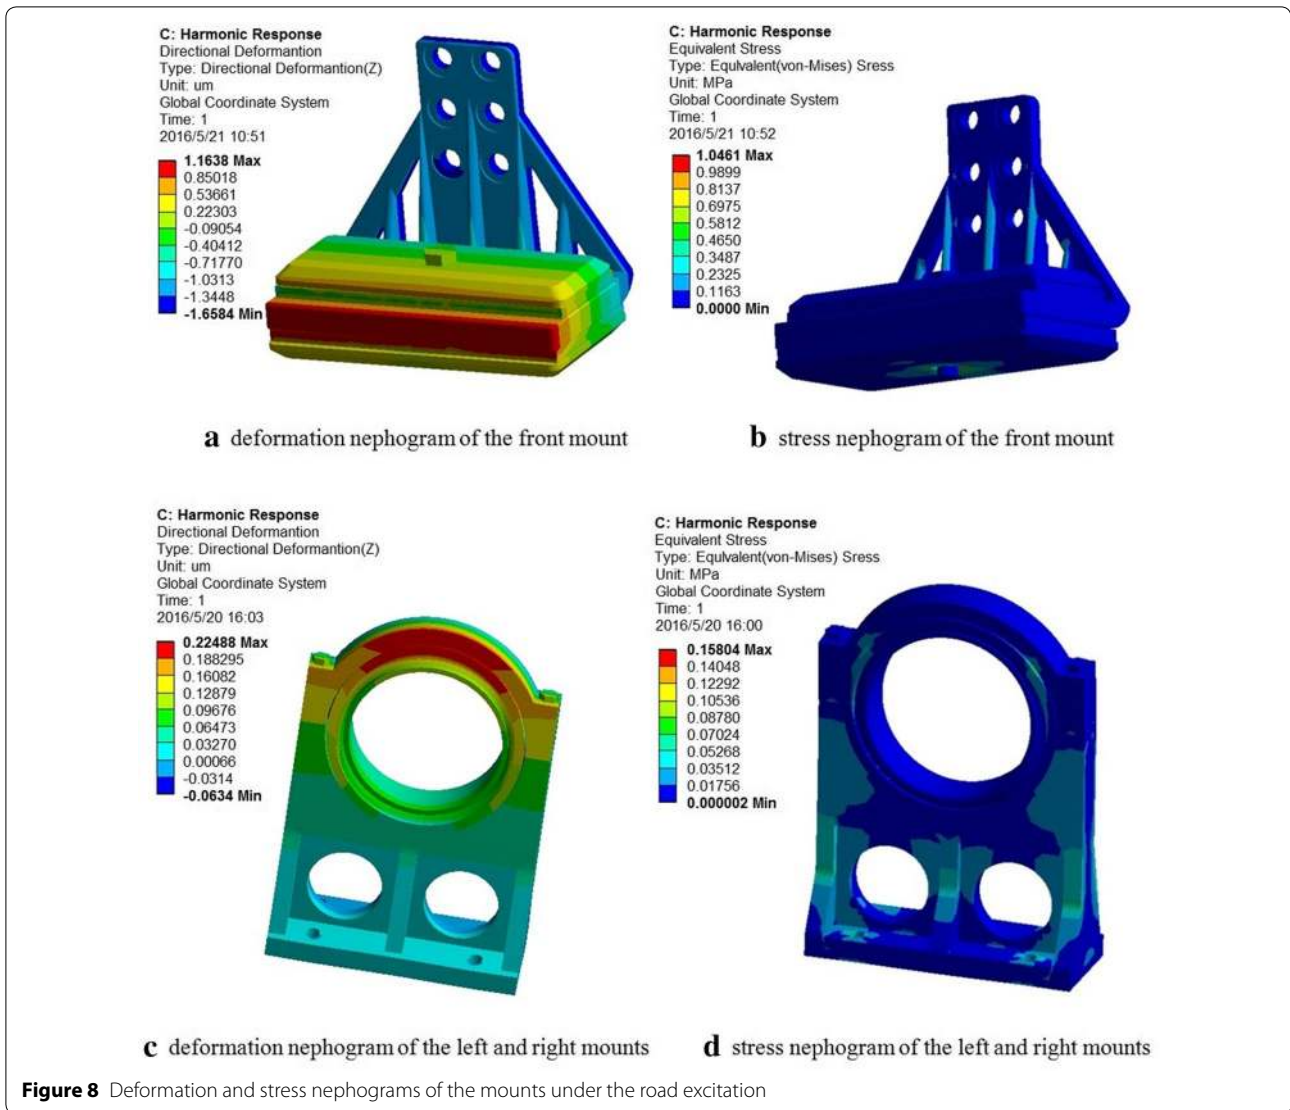 C: Harmonic Response
Directional Deformantion
Type: Directional Deformantion(Z)
Unit: um
Global Coordinate System
Time: 1
2016/5/21 10:51
1.1638 Max
0.85018
0.53661
0.22303
-0.09054
-0.40412
-0.71770
-1.0313
-1.3448
-1.6584 Min
C: Harmonic Response
Equivalent Stress
Type: Equlvalent(von-Mises) Sress
Unit: MPa
Global Coordinate System
Time: 1
2016/5/21 10:52
1.0461 Max
0.9899
0.8137
0.6975
0.5812
0.4650
0.3487
0.2325
0.1163
0.0000 Min
a deformation nephogram of the front mount
b stress nephogram of the front mount
C: Harmonic Response
Directional Deformantion
Type: Directional Deformantion(Z)
Unit: um
Global Coordinate System
Time: 1
2016/5/20 16:03
0.22488 Max
0.188295
0.16082
0.12879
0.09676
0.06473
0.03270
0.00066
-0.0314
-0.0634 Min
C: Harmonic Response
Equivalent Stress
Type: Equlvalent(von-Mises) Sress
Unit: MPa
Global Coordinate System
Time: 1
2016/5/20 16:00
0.15804 Max
0.14048
0.12292
0.10536
0.08780
0.07024
0.05268
0.03512
0.01756
0.000002 Min
c deformation nephogram of the left and right mounts
d stress nephogram of the left and right mounts
Figure 8 Deformation and stress nephograms of the mounts under the road excitation